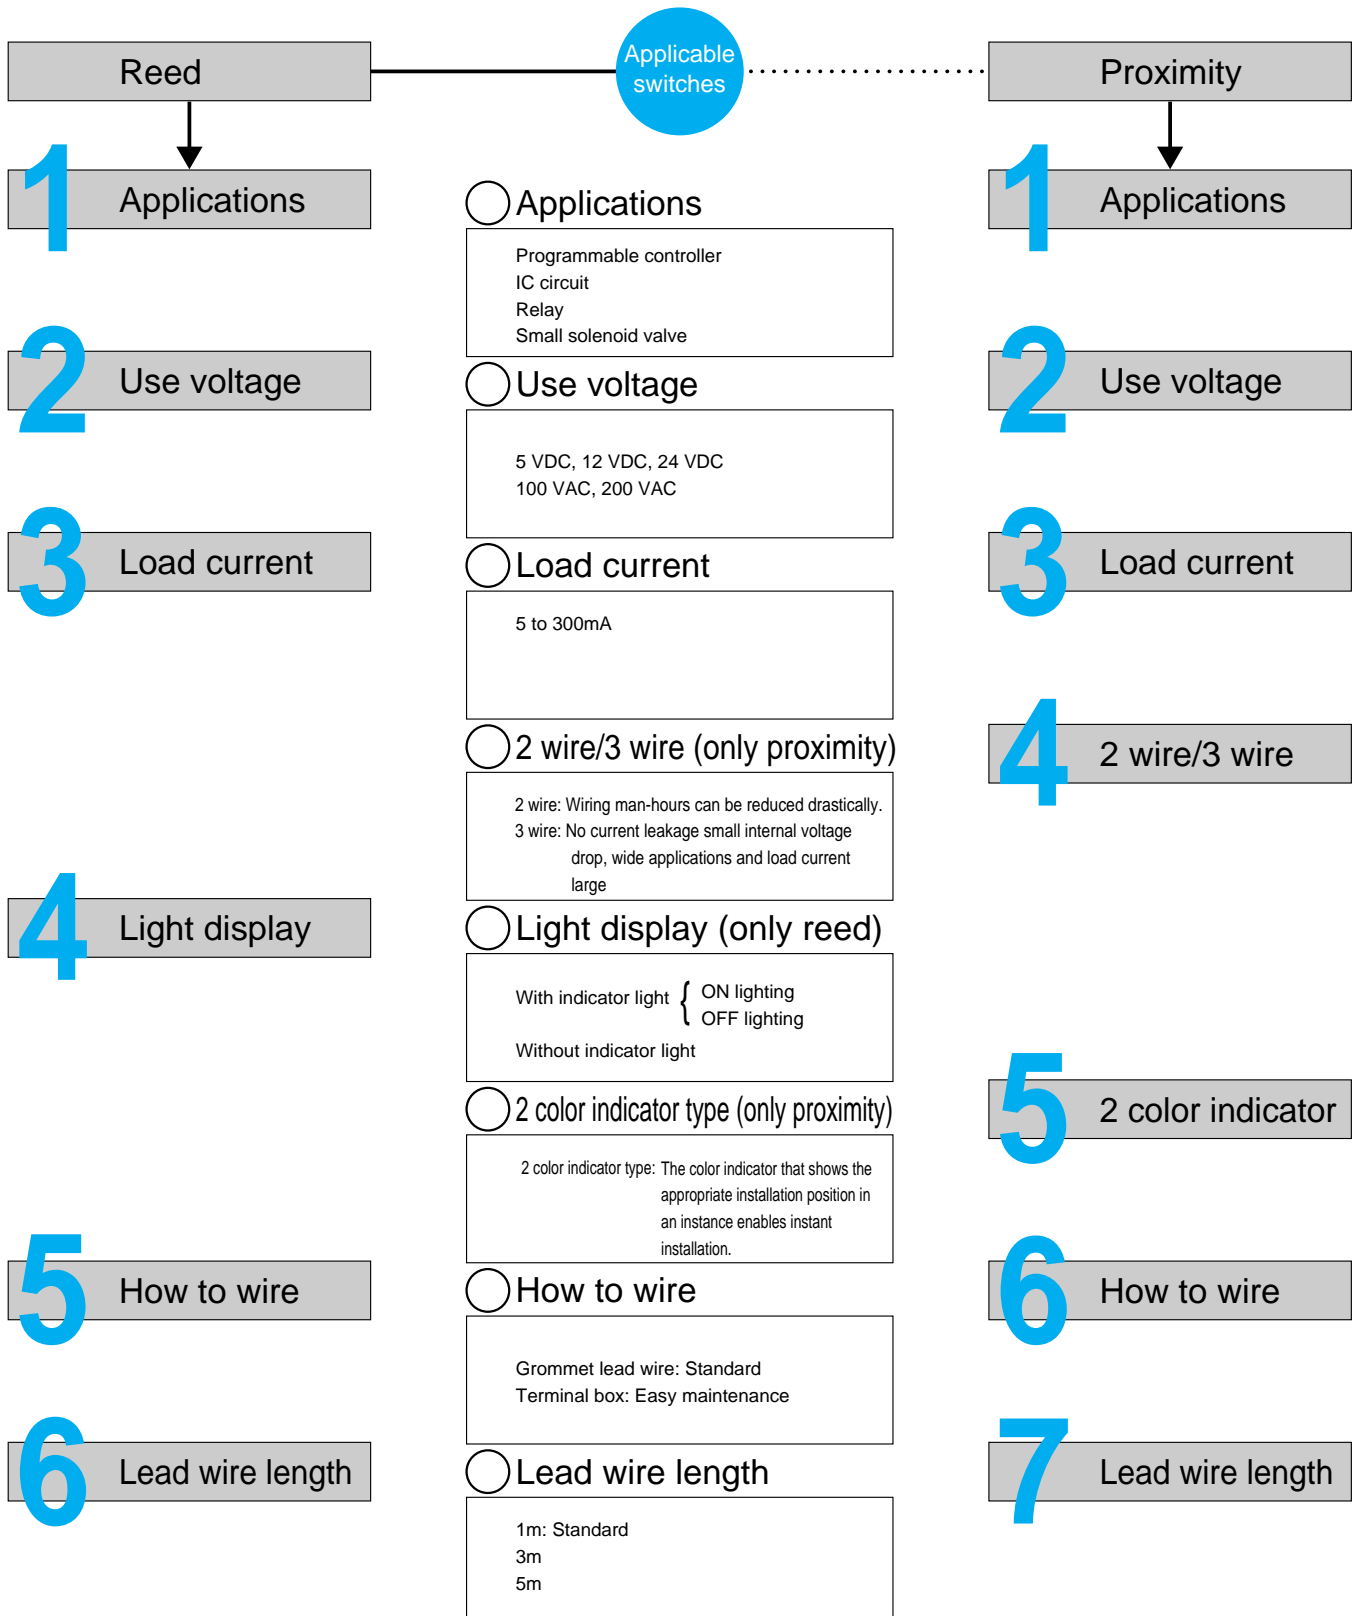 Reed
Applicable
switches
Proximity
1
Applications
1
Applications
Applications
Programmable controller
IC circuit
Relay
Small solenoid valve
2
Use voltage
2
Use voltage
Use voltage
5 VDC, 12 VDC, 24 VDC
100 VAC, 200 VAC
3
Load current
3
Load current
Load current
5 to 300mA
2 wire/3 wire (only proximity)
4
2 wire/3 wire
2 wire: Wiring man-hours can be reduced drastically.
3 wire: No current leakage small internal voltage
drop, wide applications and load current
large
4
Light display
Light display (only reed)
With indicator light { ON lighting
OFF lighting
Without indicator light
2 color indicator type (only proximity)
5
2 color indicator
2 color indicator type: The color indicator that shows the
appropriate installation position in
an instance enables instant
installation.
5
How to wire
How to wire
6
How to wire
Grommet lead wire: Standard
Terminal box: Easy maintenance
6
Lead wire length
Lead wire length
7
Lead wire length
1m: Standard
3m
5m